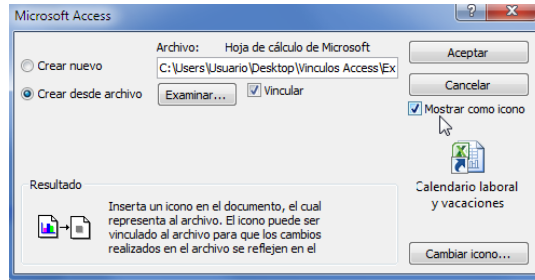 Microsoft Access
Archivo: Hoja de cálculo de Microsoft
Crear nuevo
C:\Users\Usuario\Desktop\Vinculos Access\Ex
Crear desde archivo
Examinar...
Vincular
Aceptar
Cancelar
Mostrar como icono
Calendario laboral
y vacaciones
Cambiar icono...
Resultado
Inserta un icono en el documento, el cual
representa al archivo. El icono puede ser
vinculado al archivo para que los cambios
realizados en el archivo se reflejen en el